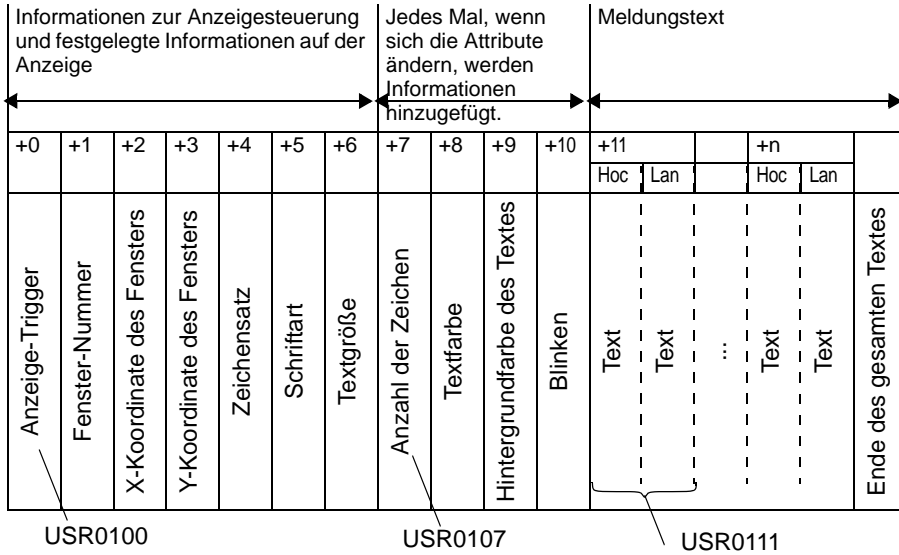 Informationen zur Anzeigesteuerung
und festgelegte Informationen auf der
Anzeige
Jedes Mal, wenn
sich die Attribute
ändern, werden
Informationen
hinzugefügt.
Meldungstext
+0 +1 +2 +3 +4 +5 +6 +7 +8 +9 +10 +11 +n
Hoc Lan Hoc Lan
Anzeige-Trigger
Fenster-Nummer
X-Koordinate des Fensters
Y-Koordinate des Fensters
Zeichensatz
Schriftart
Textgröße
Anzahl der Zeichen
Textfarbe
Hintergrundfarbe des Textes
Blinken
Text
Text
...
Text
Text
Ende des gesamten Textes
USR0100 USR0107 USR0111